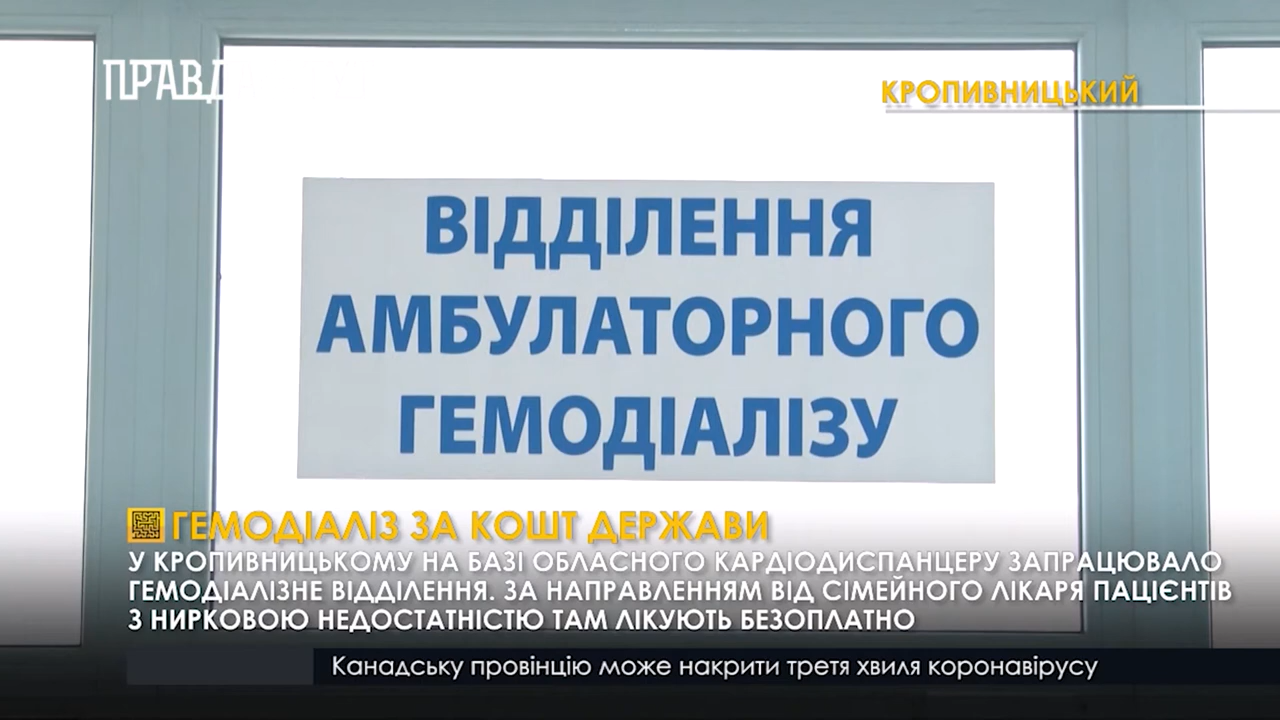 КРОПИВНИЦЬКИЙ
ВІДДІЛЕННЯ
АМБУЛАТОРНОГО
ГЕМОДІАЛІЗУ
ГЕМОДІАЛІЗ ЗА КОШТ ДЕРЖАВИ
У КРОПИВНИЦЬКОМУ НА БАЗІ ОБЛАСНОГО КАРДІОДИСПАНЦЕРУ ЗАПРАЦЮВАЛО
ГЕМОДІАЛІЗНЕ ВІДДІЛЕННЯ. ЗА НАПРАВЛЕННЯМ ВІД СІМЕЙНОГО ЛІКАРЯ ПАЦІЄНТІВ
З НИРКОВОЮ НЕДОСТАТНІСТЮ ТАМ ЛІКУЮТЬ БЕЗОПЛАТНО
Канадську провінцію може накрити третя хвиля коронавірусу